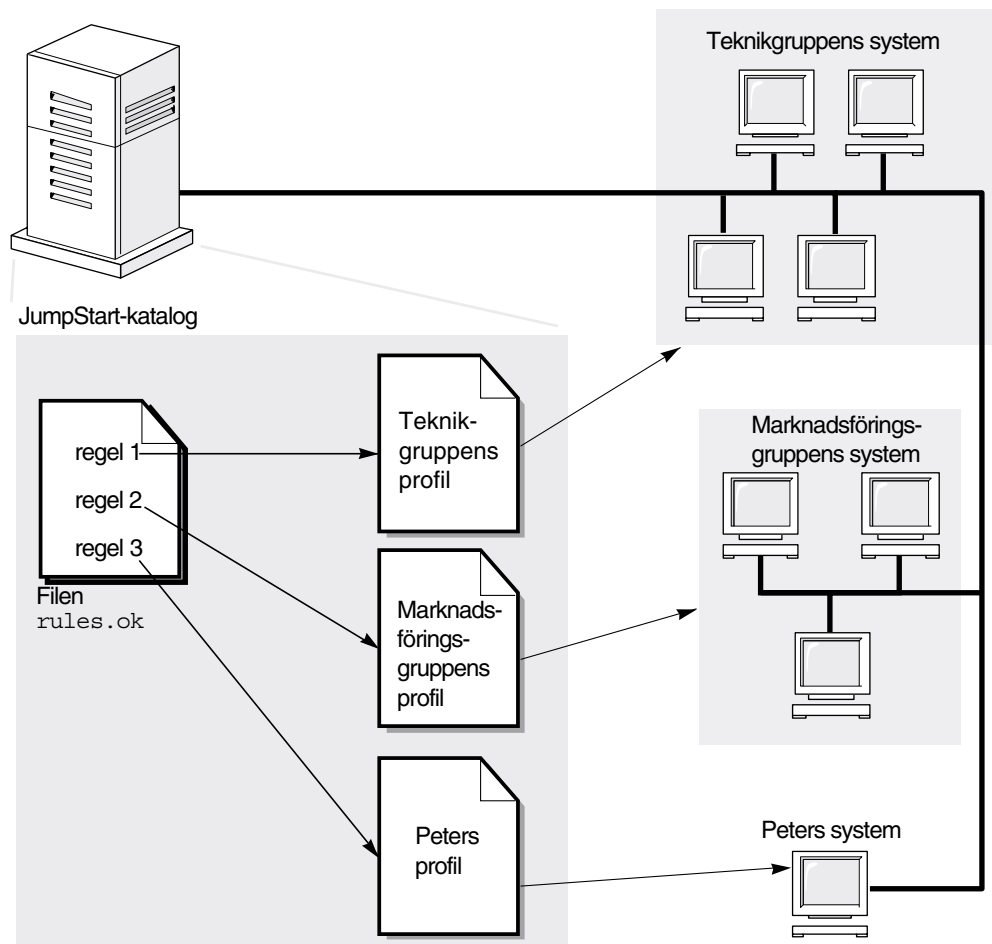 Teknikgruppens system
JumpStart-katalog
regel 1
regel 2
regel 3
Filen
rules.ok
Teknik-
gruppens
profil
Marknads-
förings-
gruppens
profil
Peters
profil
Marknadsförings-
gruppens system
Peters system